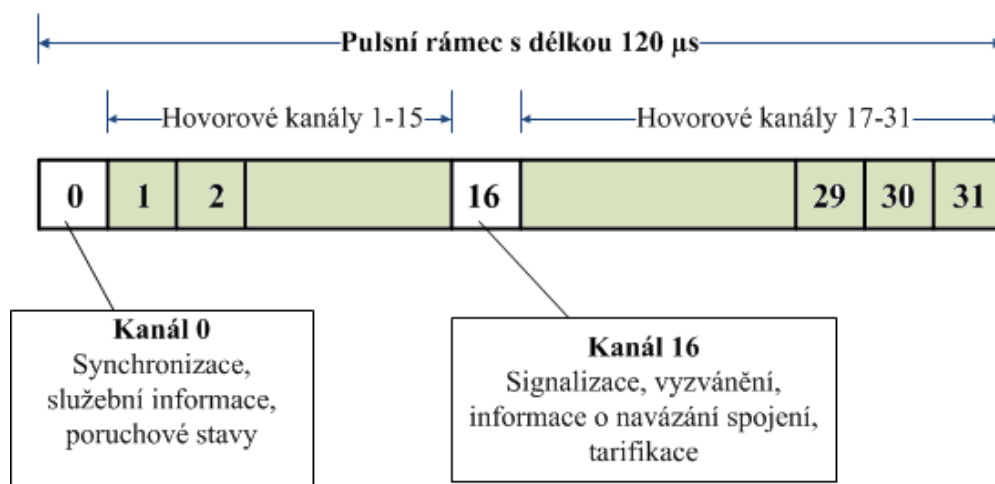 Pulsní rámec s délkou 120 μs
Hovorové kanály 1-15
Hovorové kanály 17-31
0 1 2 16 29 30 31
Kanál 0
Synchronizace,
služební informace,
poruchové stavy
Kanál 16
Signalizace, vyzvánění,
informace o navázání spojení,
tarifikace